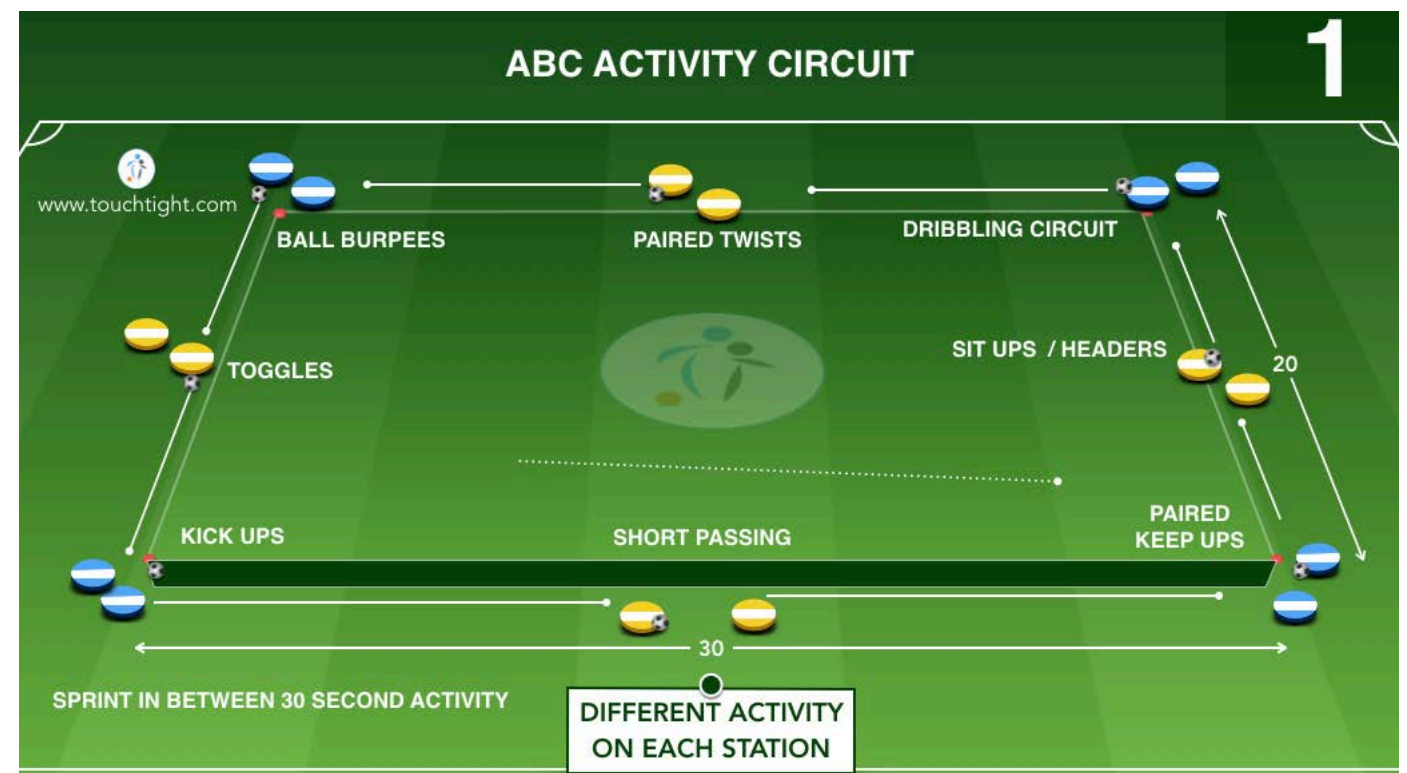 ABC ACTIVITY CIRCUIT
1
www.touchtight.com
BALL BURPEES
PAIRED TWISTS
DRIBBLING CIRCUIT
TOGGLES
SIT UPS / HEADERS
20
KICK UPS
SHORT PASSING
PAIRED
KEEP UPS
30
SPRINT IN BETWEEN 30 SECOND ACTIVITY
DIFFERENT ACTIVITY
ON EACH STATION